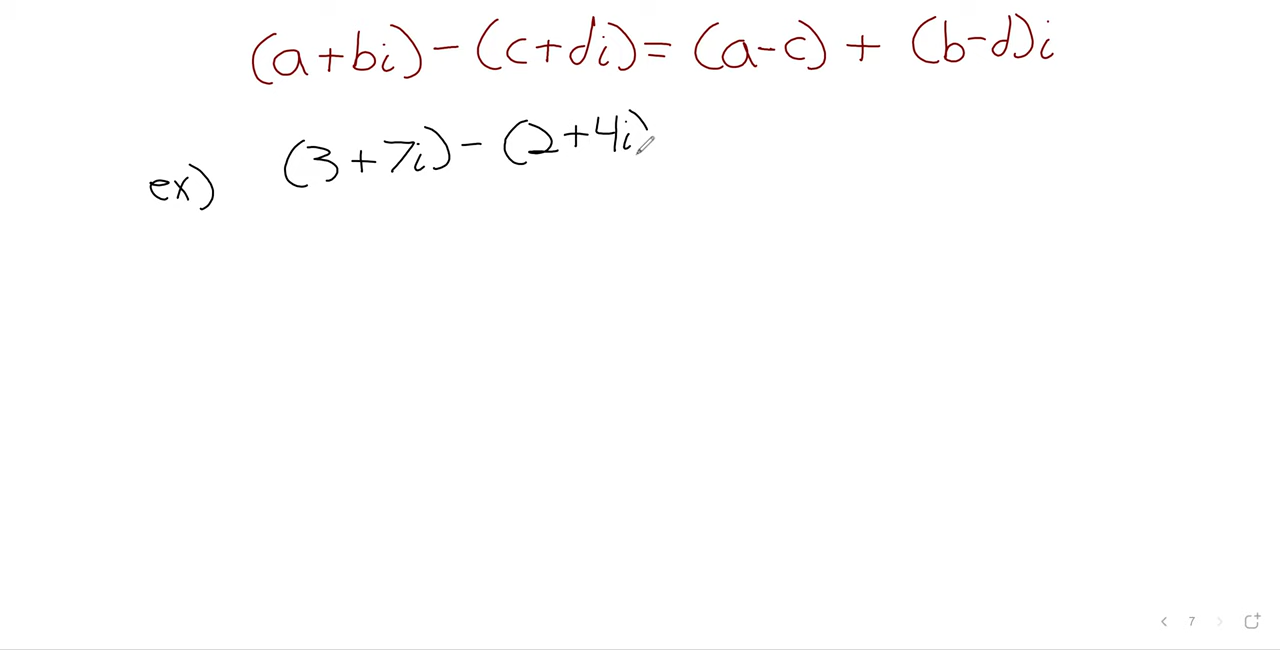 (a+bi)-(c+di)=(a-c)+(b-d)i
ex) (3+7i)-(2+4i)
7